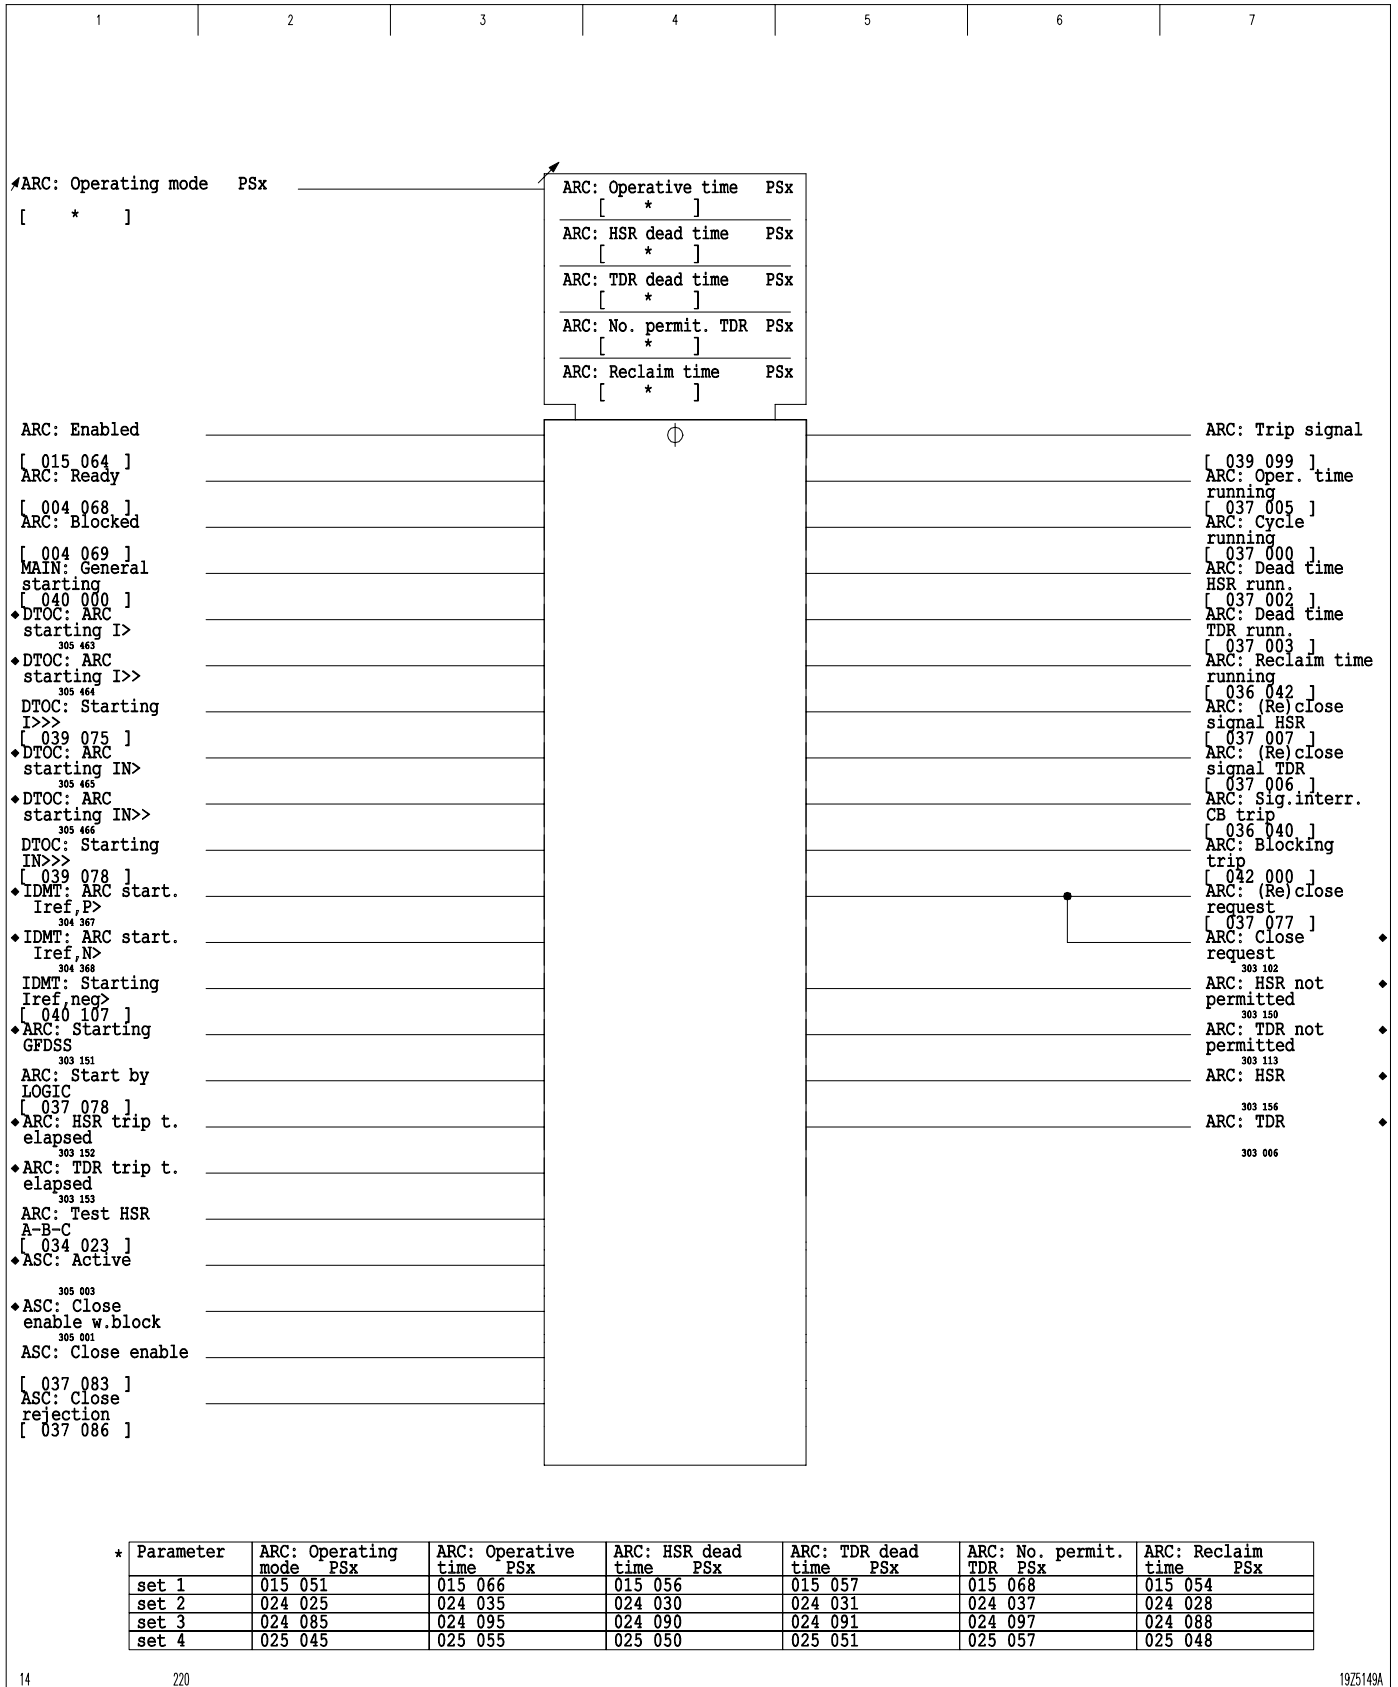 1 2 3 4 5 6 7
ARC: Operating mode PSx
[ * ]
ARC: Operative time PSx
[ * ]
ARC: HSR dead time PSx
[ * ]
ARC: TDR dead time PSx
[ * ]
ARC: No. permit. TDR PSx
[ * ]
ARC: Reclaim time PSx
[ * ]
ARC: Enabled
[ 015 064 ]
ARC: Ready
[ 004 068 ]
ARC: Blocked
[ 004 069 ]
MAIN: General
starting
[ 040 000 ]
◆DTOC: ARC
starting I>
305 463
◆DTOC: ARC
starting I>>
305 464
DTOC: Starting
I>>>
[ 039 075 ]
◆DTOC: ARC
starting IN>
305 465
◆DTOC: ARC
starting IN>>
305 466
DTOC: Starting
IN>>>
[ 039 078 ]
◆IDMT: ARC start.
Iref,P>
304 367
◆IDMT: ARC start.
Iref,N>
304 368
IDMT: Starting
Iref,neg>
[ 040 107 ]
◆ARC: Starting
GFDSS
303 151
ARC: Start by
LOGIC
[ 037 078 ]
◆ARC: HSR trip t.
elapsed
303 152
◆ARC: TDR trip t.
elapsed
303 153
ARC: Test HSR
A-B-C
[ 034 023 ]
◆ASC: Active
305 003
◆ASC: Close
enable w.block
305 001
ASC: Close enable
[ 037 083 ]
ASC: Close
rejection
[ 037 086 ]
ARC: Trip signal
[ 039 099 ]
ARC: Oper. time
running
[ 037 005 ]
ARC: Cycle
running
[ 037 000 ]
ARC: Dead time
HSR runn.
[ 037 002 ]
ARC: Dead time
TDR runn.
[ 037 003 ]
ARC: Reclaim time
running
[ 036 042 ]
ARC: (Re)close
signal HSR
[ 037 007 ]
ARC: (Re)close
signal TDR
[ 037 006 ]
ARC: Sig.interr.
CB trip
[ 036 040 ]
ARC: Blocking
trip
[ 042 000 ]
ARC: (Re)close
request
[ 037 077 ]
ARC: Close ◆
request
303 102
ARC: HSR not ◆
permitted
303 150
ARC: TDR not ◆
permitted
303 113
ARC: HSR ◆
303 156
ARC: TDR ◆
303 006
* Parameter ARC: Operating ARC: Operative ARC: HSR dead ARC: TDR dead ARC: No. permit. ARC: Reclaim
mode PSx time PSx time PSx time PSx TDR PSx time PSx
set 1 015 051 015 066 015 056 015 057 015 068 015 054
set 2 024 025 024 035 024 030 024 031 024 037 024 028
set 3 024 085 024 095 024 090 024 091 024 097 024 088
set 4 025 045 025 055 025 050 025 051 025 057 025 048
14 220 19Z5149A